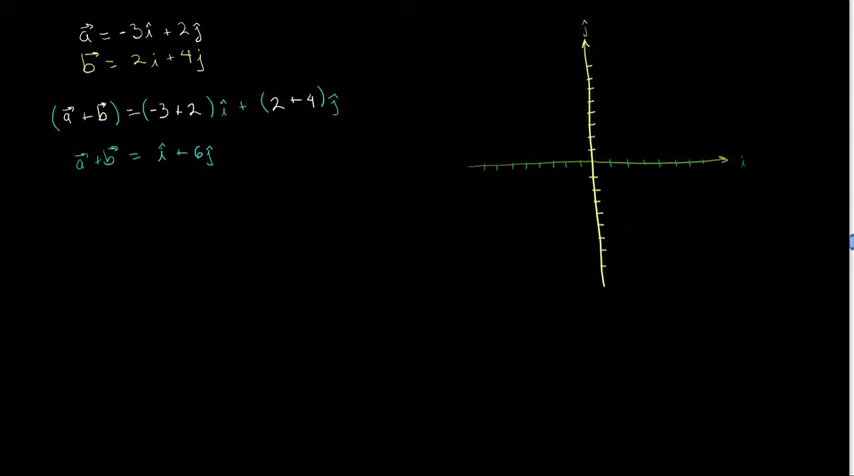 a⃗ = -3î + 2ĵ
b⃗ = 2i + 4j
(a⃗ + b⃗) = (-3 + 2)î + (2 + 4)ĵ
a⃗ + b⃗ = î + 6ĵ
ĵ
i